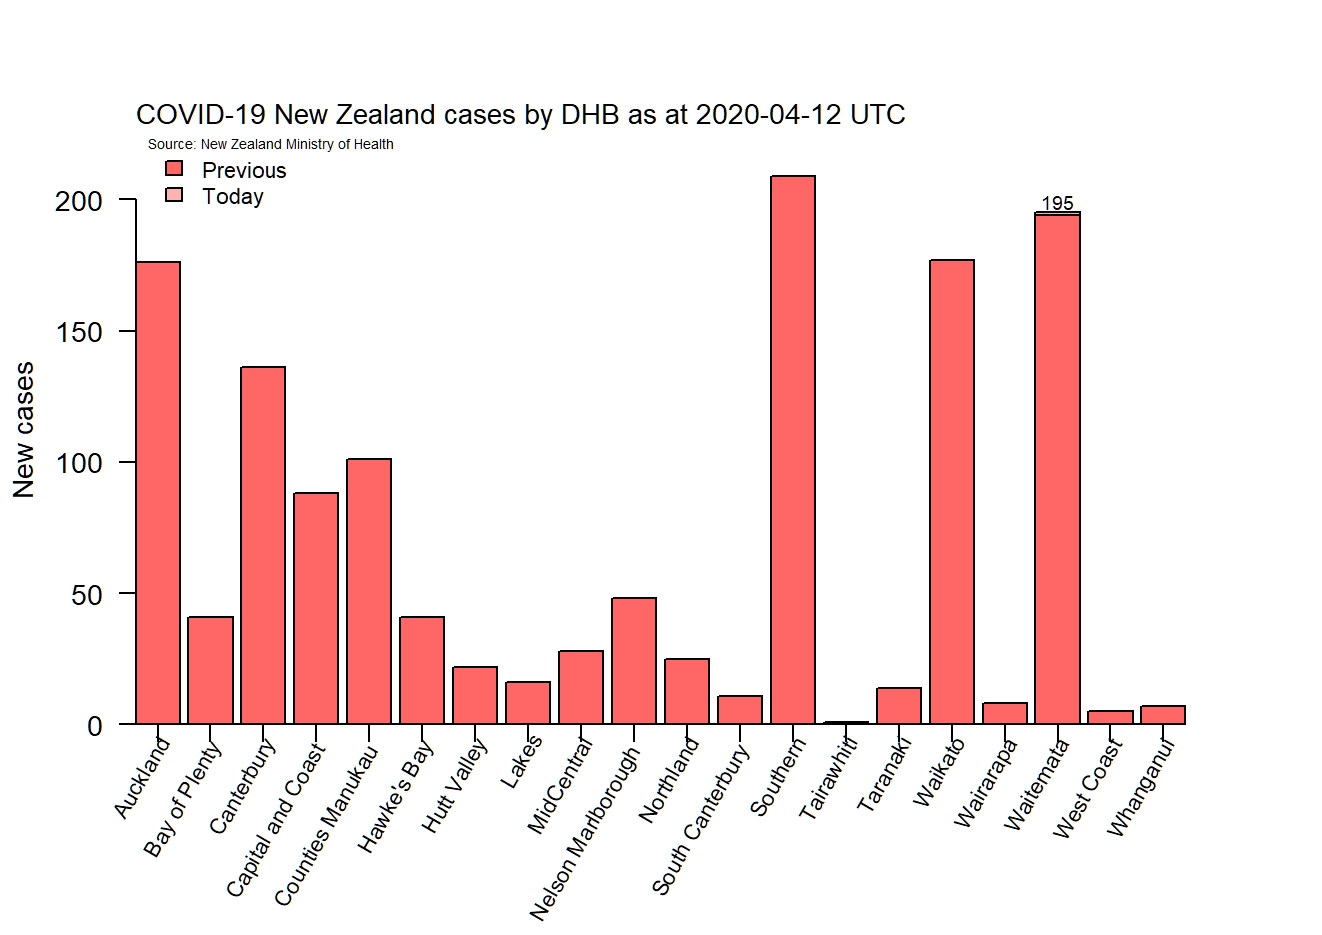 COVID-19 New Zealand cases by DHB as at 2020-04-12 UTC
Source: New Zealand Ministry of Health
Previous
Today
New cases
200
150
100
50
0
195
Auckland
Bay of Plenty
Canterbury
Capital and Coast
Counties Manukau
Hawke's Bay
Hutt Valley
Lakes
MidCentral
Nelson Marlborough
Northland
South Canterbury
Southern
Tairawhiti
Taranaki
Waikato
Wairarapa
Waitemata
West Coast
Whanganui